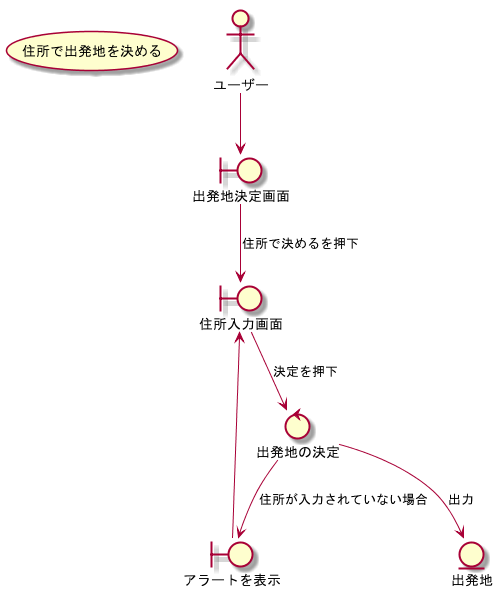 住所で出発地を決める
ユーザー
出発地決定画面
住所で決めるを押下
住所入力画面
決定を押下
出発地の決定
住所が入力されていない場合
出力
アラートを表示
出発地